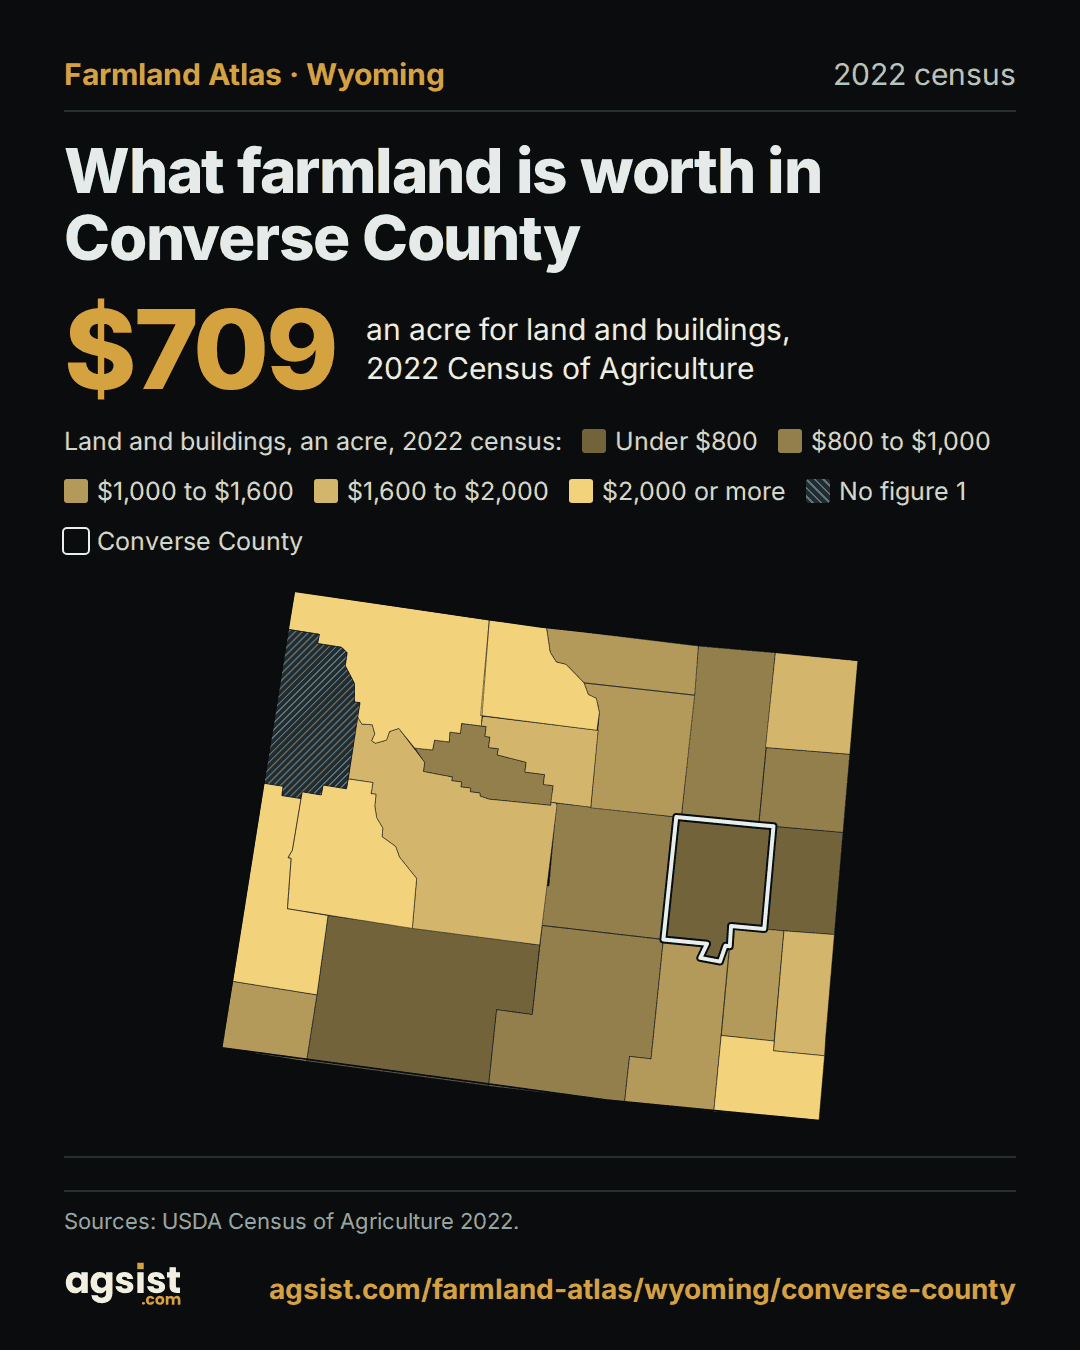 Farmland Atlas · Wyoming
2022 census
What farmland is worth in
Converse County
$709
an acre for land and buildings,
2022 Census of Agriculture
Land and buildings, an acre, 2022 census: Under $800 $800 to $1,000
$1,000 to $1,600 $1,600 to $2,000 $2,000 or more No figure 1
Converse County
Sources: USDA Census of Agriculture 2022.
agsist
.com
agsist.com/farmland-atlas/wyoming/converse-county